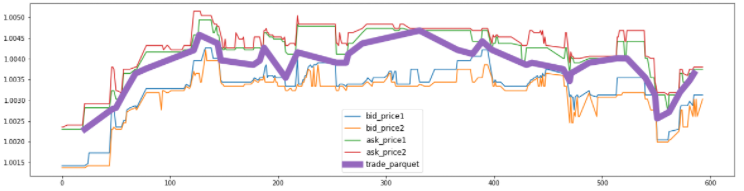 1.0050
1.0045
1.0040
1.0035
1.0030
1.0025
1.0020
1.0015
bid_price1
bid_price2
ask_price1
ask_price2
trade_parquet
0 100 200 300 400 500 600